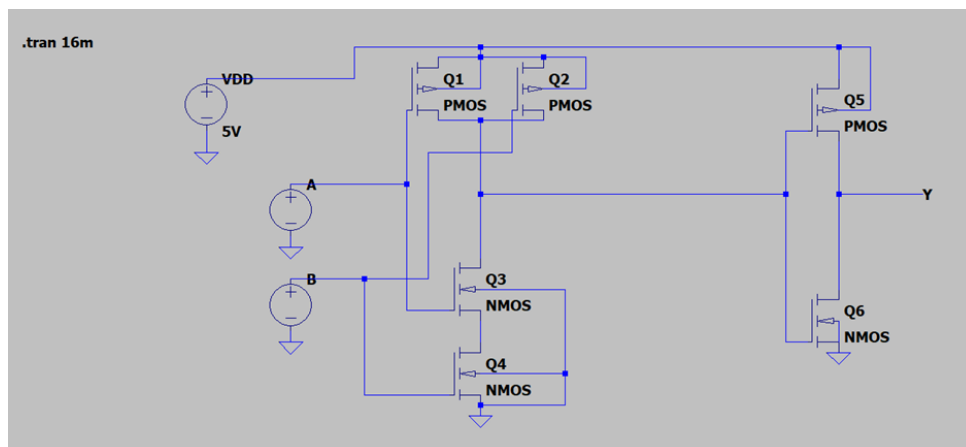 .tran 16m
VDD
5V
A
B
Q1
PMOS
Q2
PMOS
Q3
NMOS
Q4
NMOS
Q5
PMOS
Y
Q6
NMOS